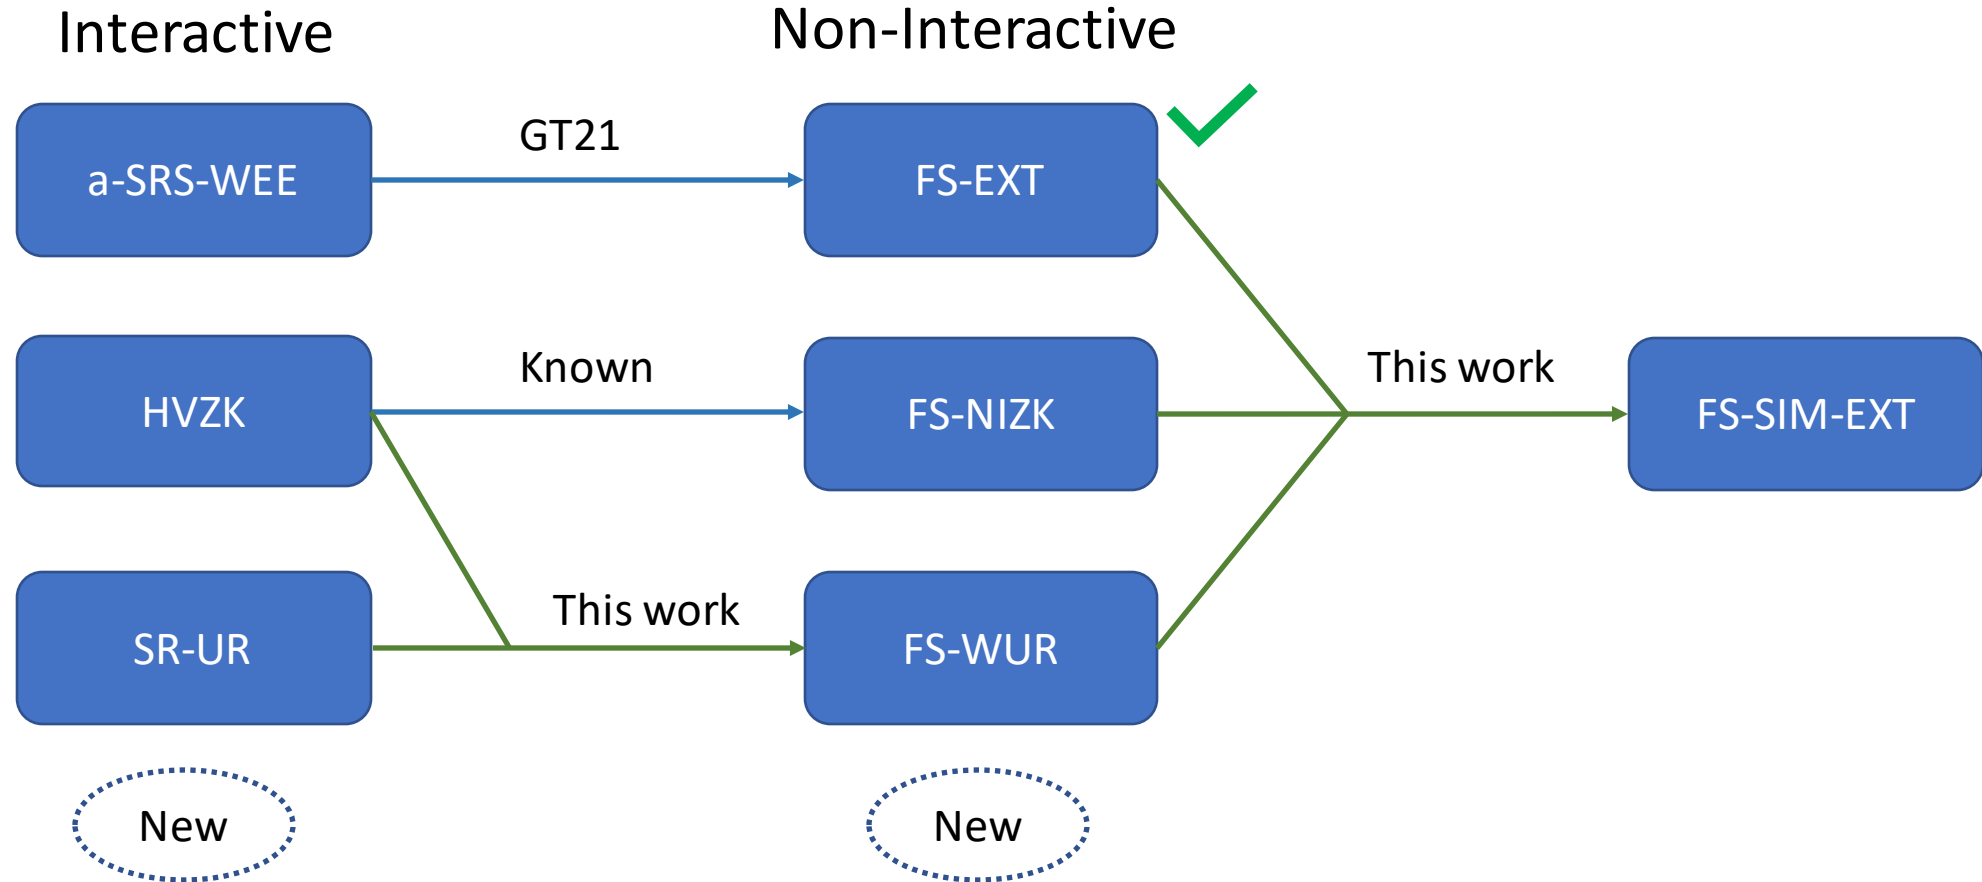 Interactive
Non-Interactive
a-SRS-WEE
GT21
FS-EXT
HVZK
Known
FS-NIZK
This work
FS-SIM-EXT
SR-UR
This work
FS-WUR
New
New